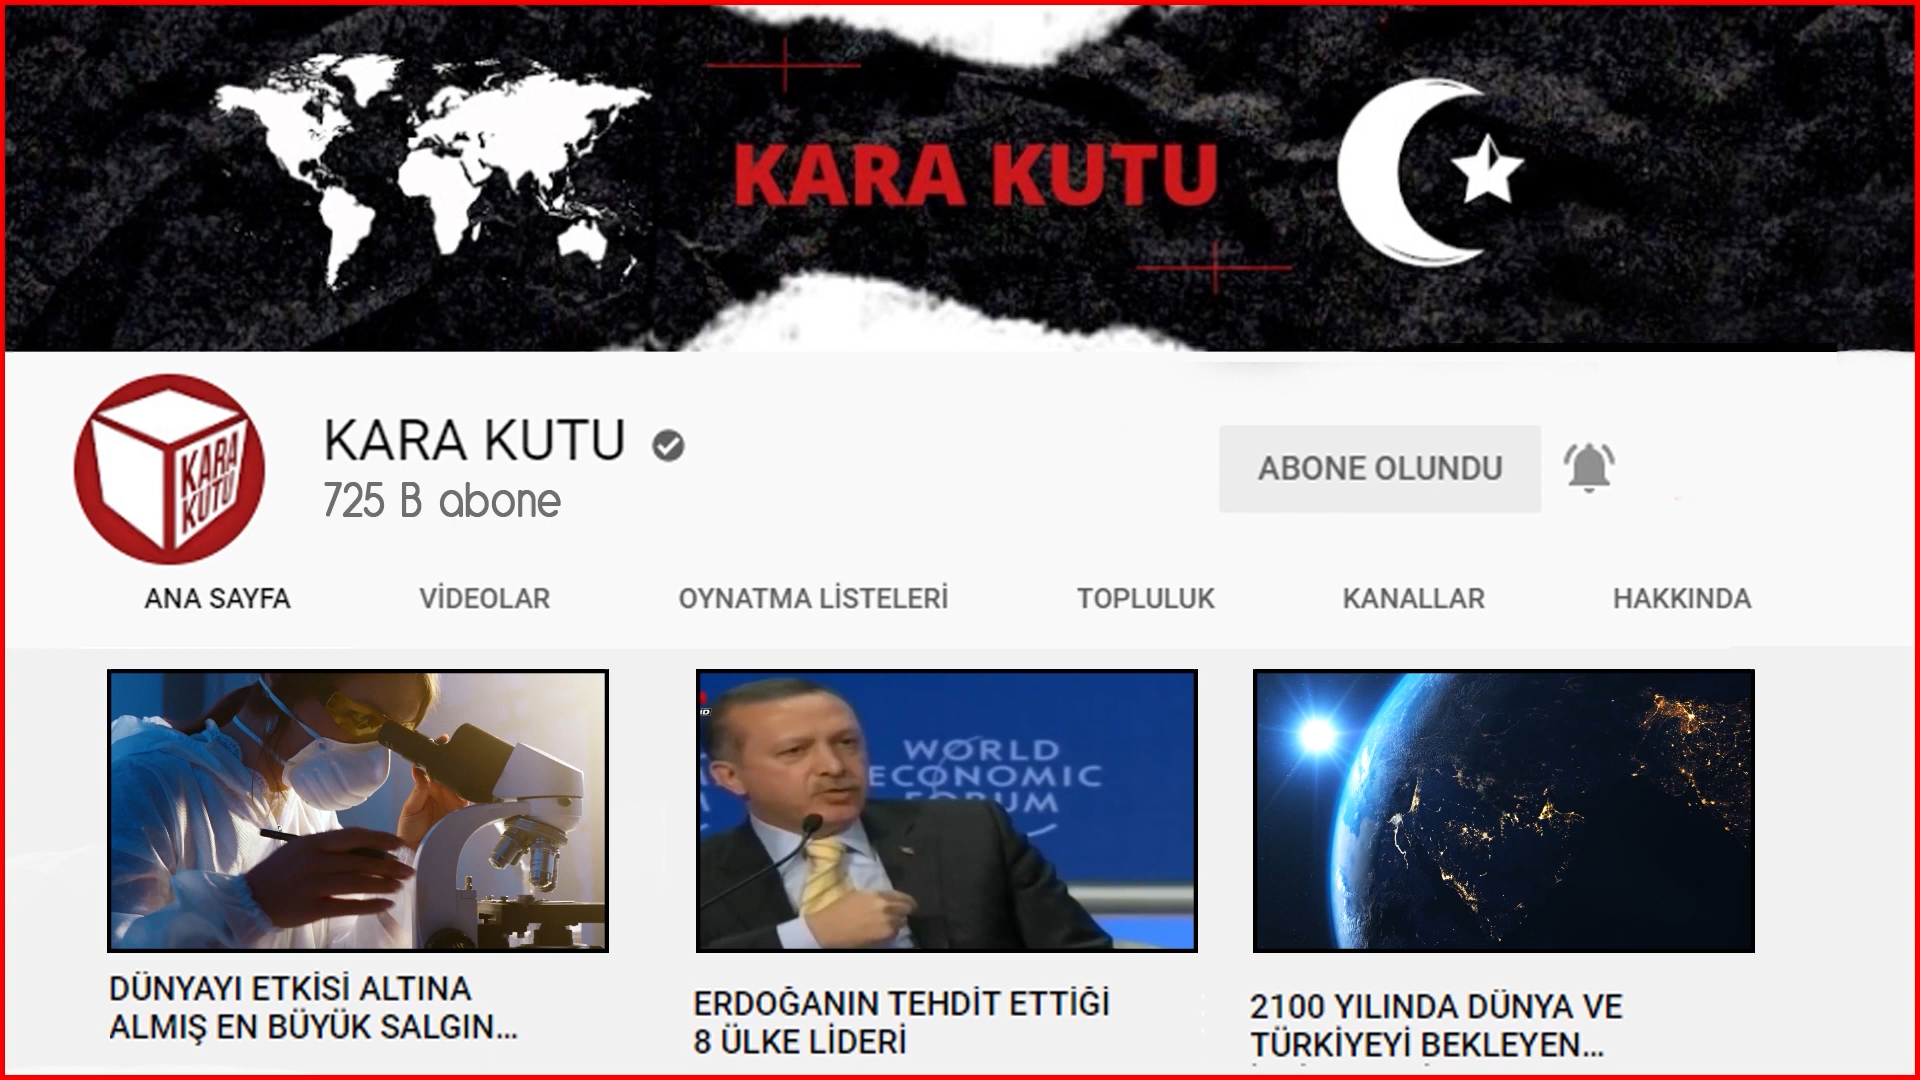 KARA KUTU
KARA
KUTU
KARA KUTU
725 B abone
ABONE OLUNDU
ANA SAYFA
VİDEOLAR
OYNATMA LİSTELERİ
TOPLULUK
KANALLAR
HAKKINDA
HD
WORLD
ECONOMIC
FORUM
DÜNYAYI ETKİSİ ALTINA
ALMIŞ EN BÜYÜK SALGIN...
ERDOĞANIN TEHDİT ETTİĞİ
8 ÜLKE LİDERİ
2100 YILINDA DÜNYA VE
TÜRKİYEYİ BEKLEYEN...